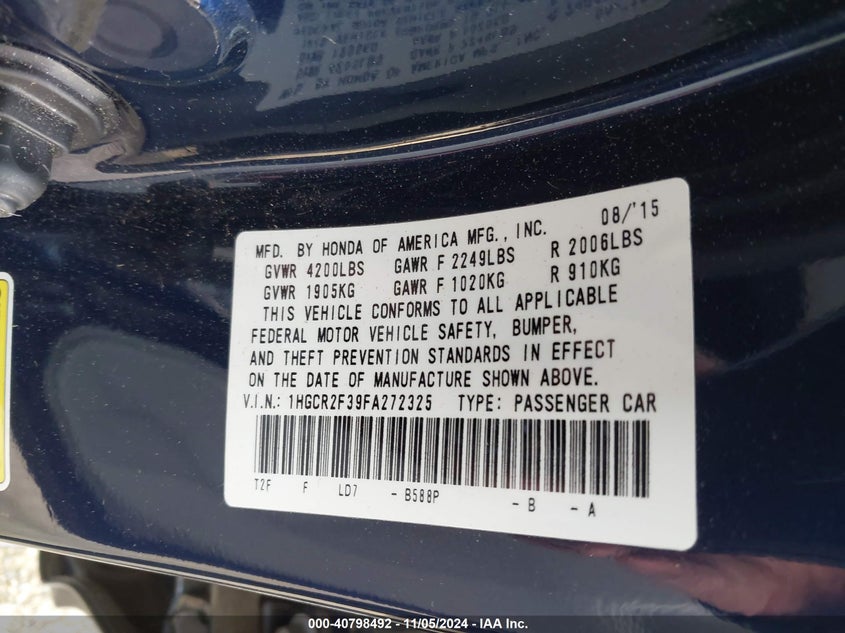 MFD. BY HONDA OF AMERICA MFG., INC. 08/'15
GVWR 4200LBS GAWR F 2249LBS R 2006LBS
GVWR 1905KG GAWR F 1020KG R 910KG
THIS VEHICLE CONFORMS TO ALL APPLICABLE
FEDERAL MOTOR VEHICLE SAFETY, BUMPER,
AND THEFT PREVENTION STANDARDS IN EFFECT
ON THE DATE OF MANUFACTURE SHOWN ABOVE.
V.I.N.: 1HGCR2F39FA272325 TYPE: PASSENGER CAR
T2F F LD7 - B588P - B - A
000-40798492 - 11/05/2024 - IAA Inc.